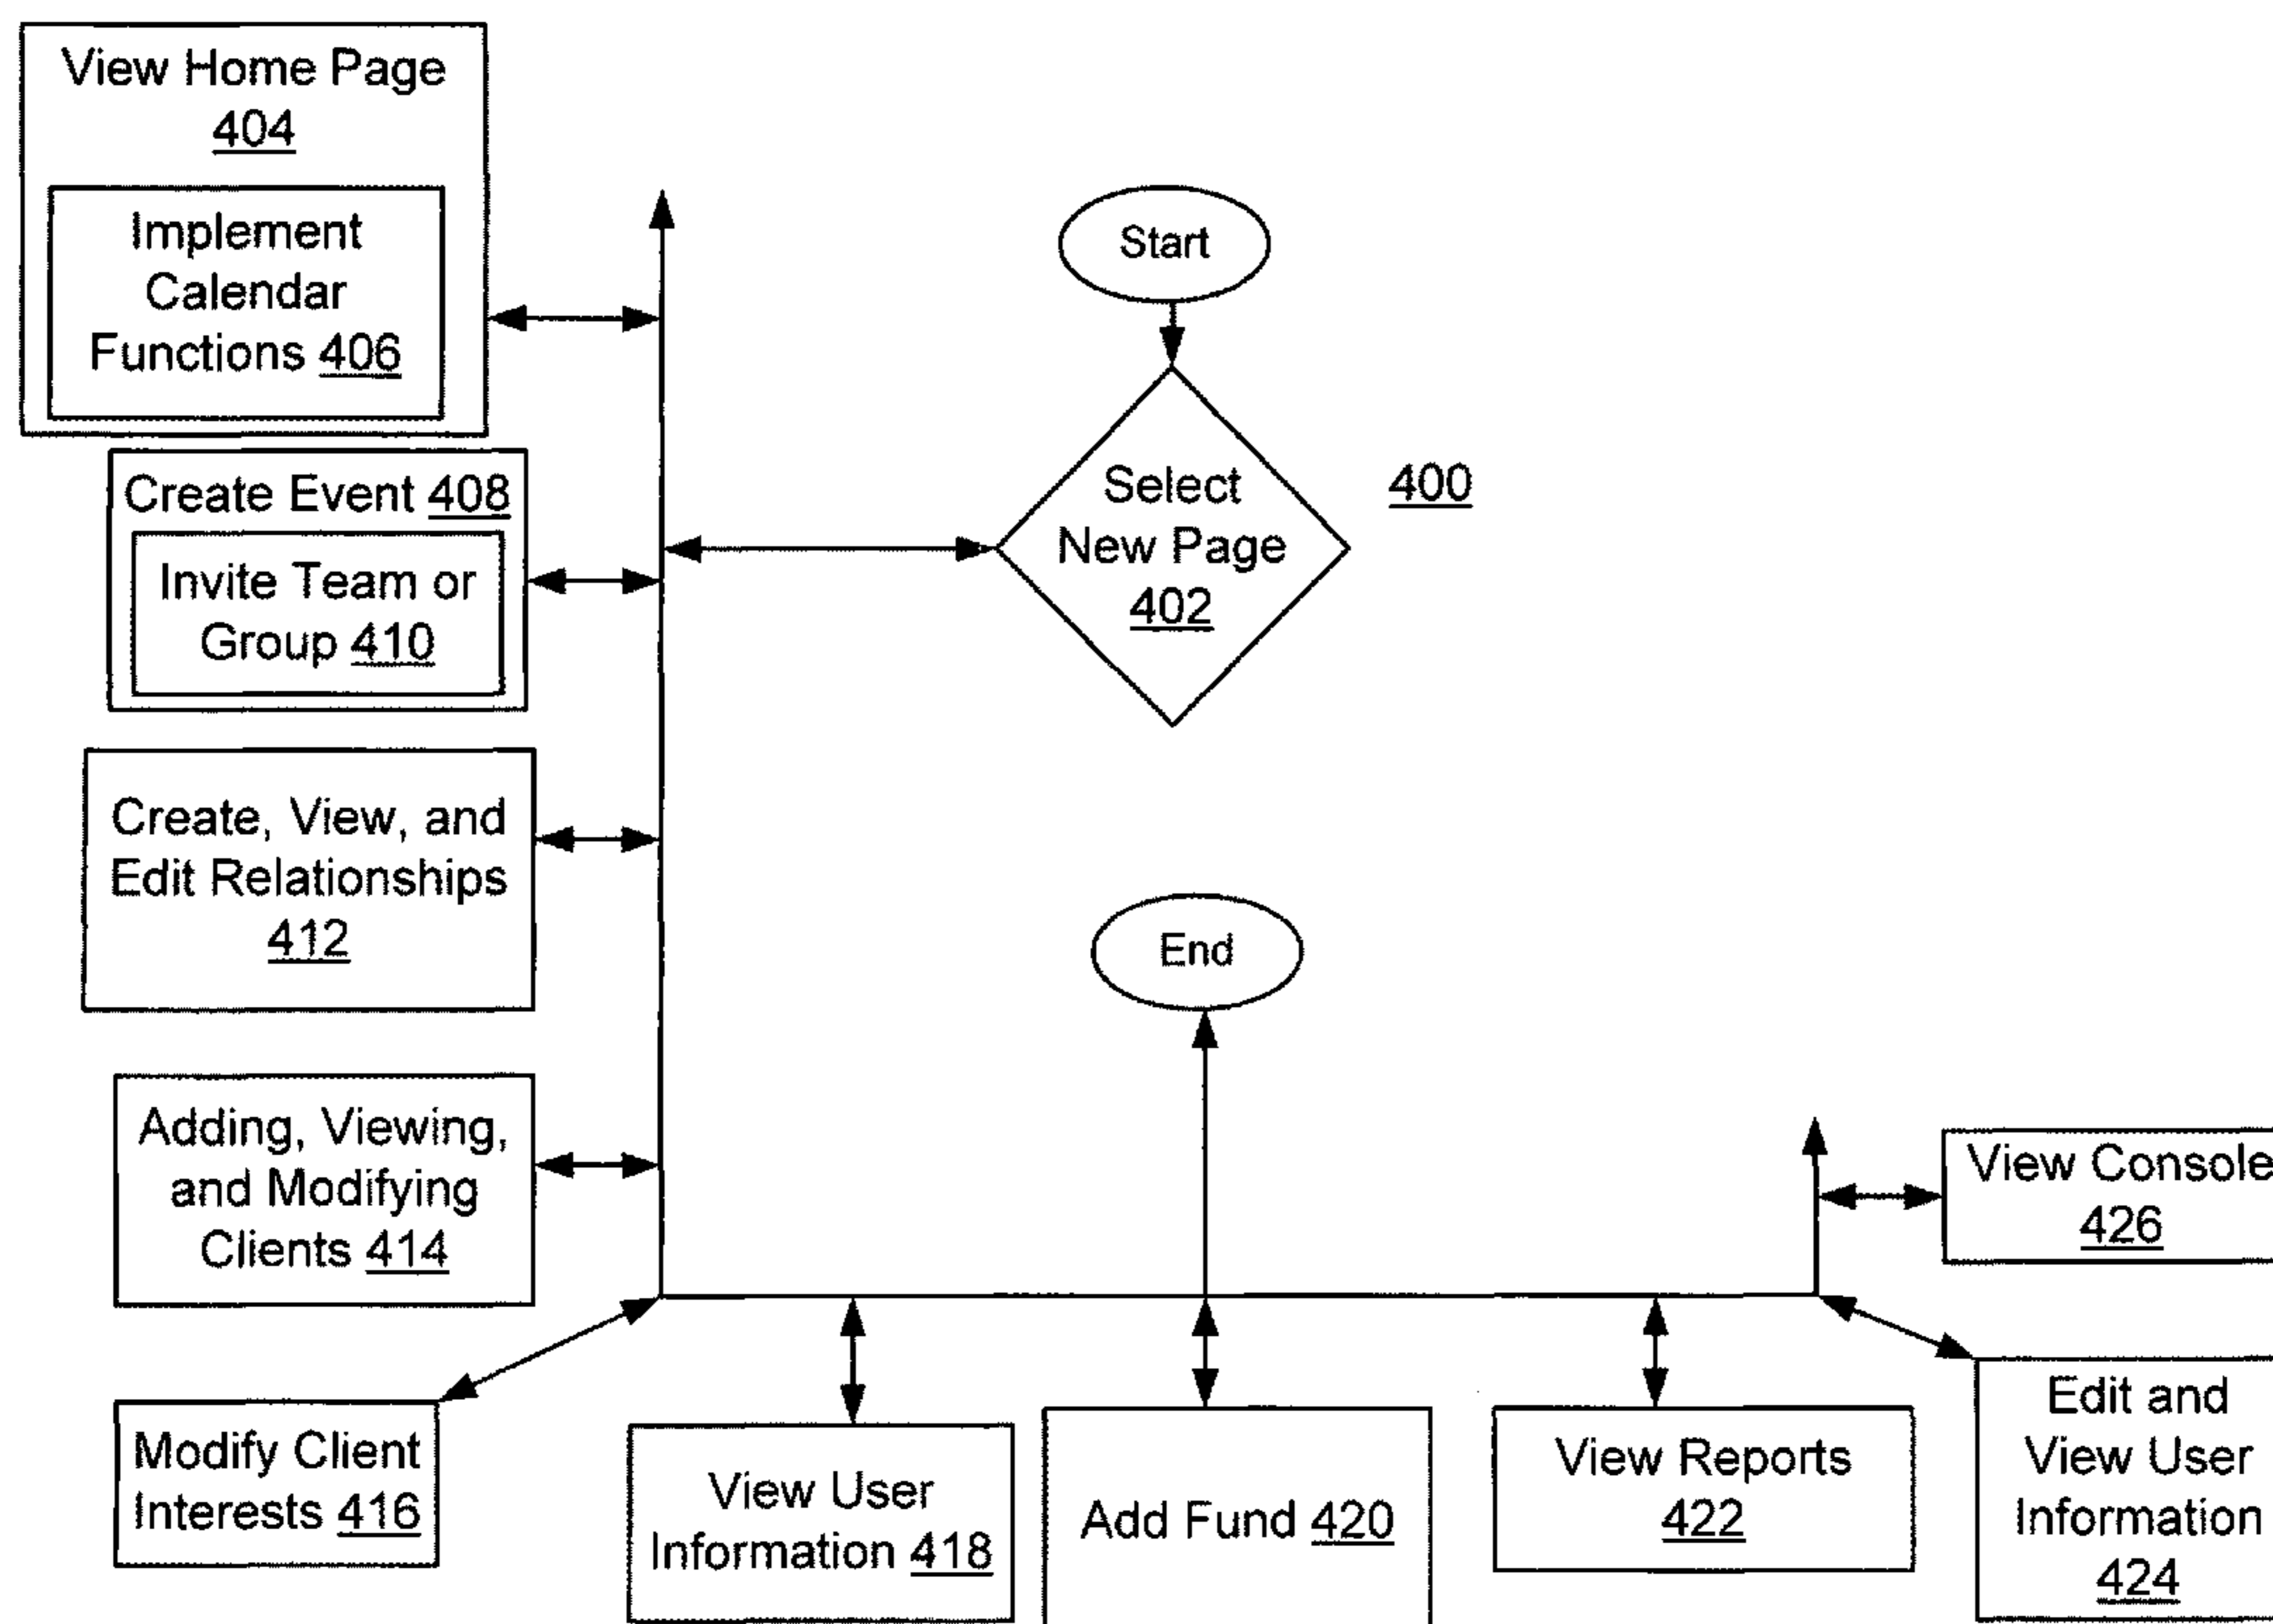 View Home Page
404
Implement
Calendar
Functions 406
Start
Select
New Page
402
400
Create Event 408
Invite Team or
Group 410
Create, View, and
Edit Relationships
412
End
Adding, Viewing,
and Modifying
Clients 414
View Console
426
Modify Client
Interests 416
View User
Information 418
Add Fund 420
View Reports
422
Edit and
View User
Information
424